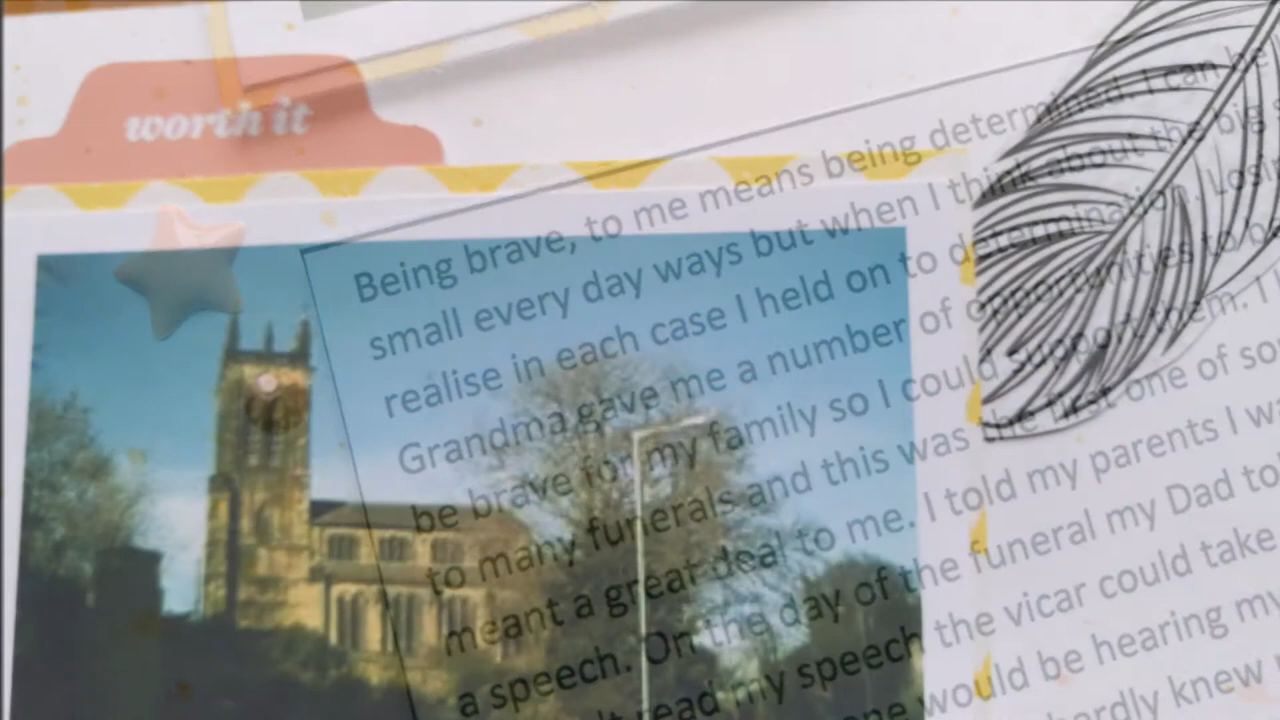 worth it
Being brave, to me means being determined. I can be
small every day ways but when I think about the big
realise in each case I held on to determination. Losing
Grandma gave me a number of opportunities to be
be brave for my family so I could support them. I
to many funerals and this was the first one of
meant a great deal to me. I told my parents I
a speech. On the day of the funeral my Dad
read my speech the vicar could take
would be hearing my
knew